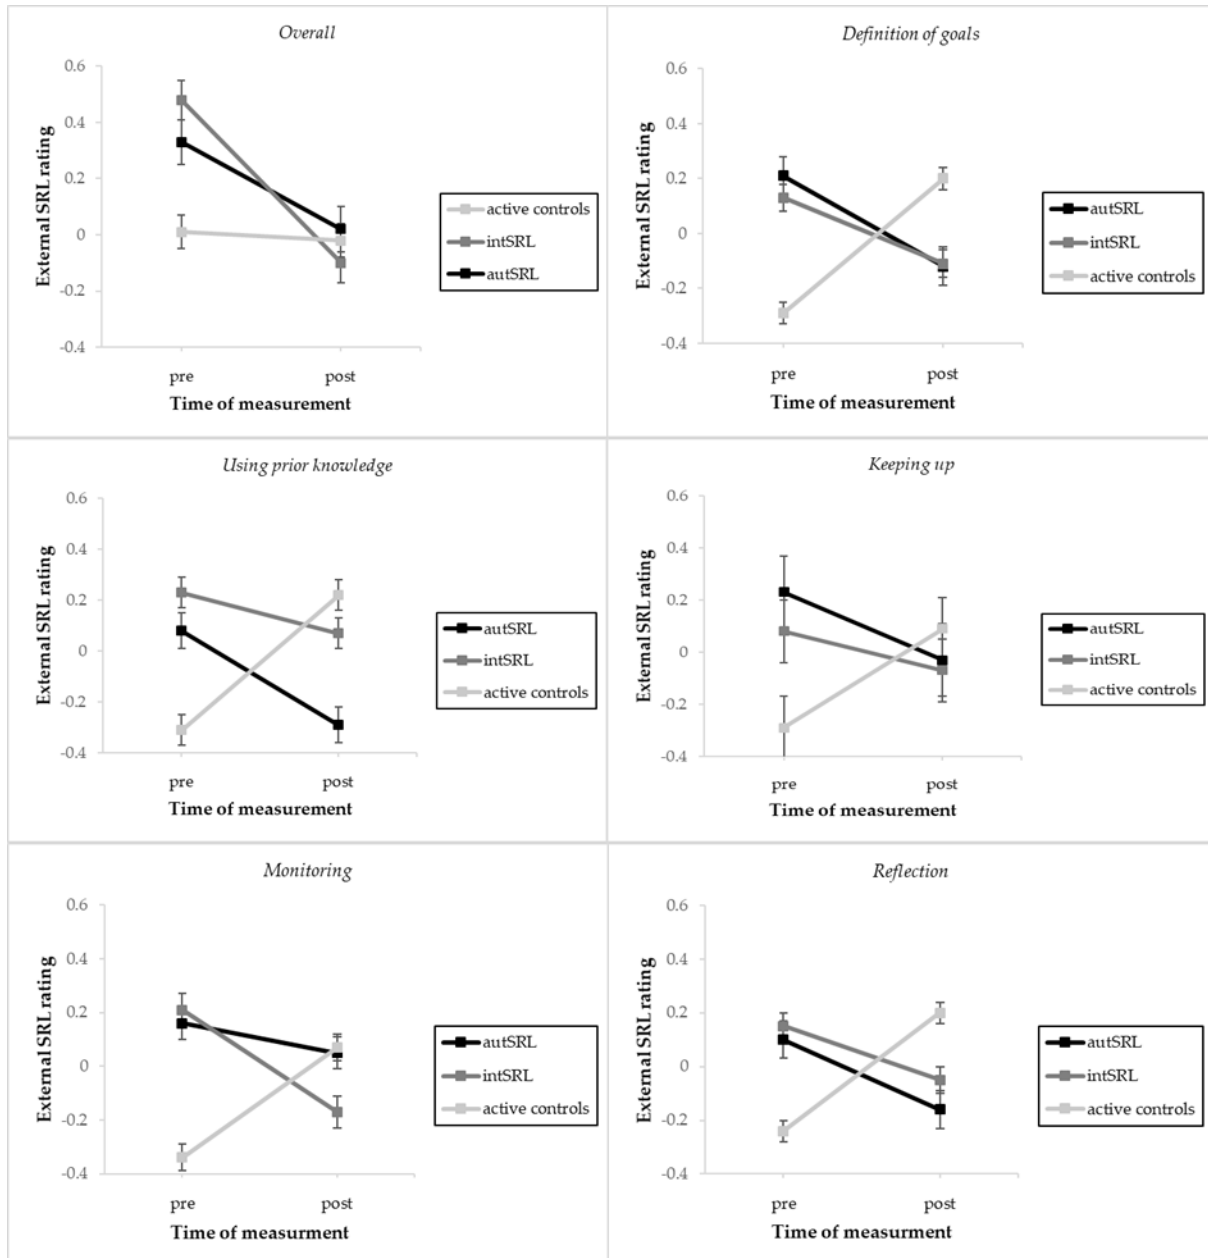 Overall
External SRL rating
0.6
0.4
0.2
0
-0.2
-0.4
pre
post
Time of measurement
active controls
intSRL
autSRL
Definition of goals
External SRL rating
0.6
0.4
0.2
0
-0.2
-0.4
pre
post
Time of measurement
autSRL
intSRL
active controls
Using prior knowledge
External SRL rating
0.6
0.4
0.2
0
-0.2
-0.4
pre
post
Time of measurement
autSRL
intSRL
active controls
Keeping up
External SRL rating
0.6
0.4
0.2
0
-0.2
-0.4
pre
post
Time of measurement
autSRL
intSRL
active controls
Monitoring
External SRL rating
0.6
0.4
0.2
0
-0.2
-0.4
pre
post
Time of measurment
autSRL
intSRL
active controls
Reflection
External SRL rating
0.6
0.4
0.2
0
-0.2
-0.4
pre
post
Time of measurment
autSRL
intSRL
active controls